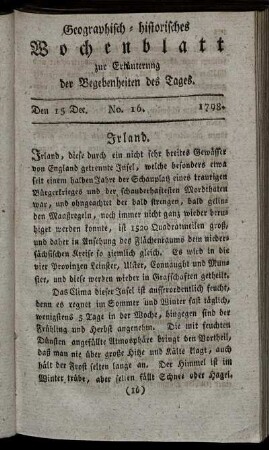 Geographisch-historisches
Wochenblatt
zur Erläuterung
der Begebenheiten des Tages.
Den 15 Dec. No. 16. 1798.
Irland.
Irland, diese durch ein nicht sehr breites Gewässer
von England getrennte Insel, welche besonders etwa
seit einem halben Jahre der Schauplatz eines traurigen
Bürgerkrieges und der schauderhaftesten Mordthaten
war, und ohngeachtet der bald strengen, bald gelin-
den Maasregeln, noch immer nicht ganz wieder beru-
higet werden konnte, ist 1520 Quadratmeilen groß,
und daher in Ansehung des Flächenraums dem nieder-
sächsischen Kreise so ziemlich gleich. Es wird in die
vier Provinzen Leinster, Ulster, Connaught und Mun-
ster, und diese werden wieder in Grafschaften getheilt.
Das Clima dieser Insel ist ausserordentlich feucht,
denn es regnet im Sommer und Winter fast täglich,
wenigstens 5 Tage in der Woche, hingegen sind der
Frühling und Herbst angenehm. Die mit feuchten
Dünsten angefüllte Atmosphäre bringt den Vortheil,
daß man nie über große Hitze und Kälte klagt, auch
hält der Frost selten lange an. Der Himmel ist im
Winter trübe, aber selten fällt Schnee oder Hagel.
(16)